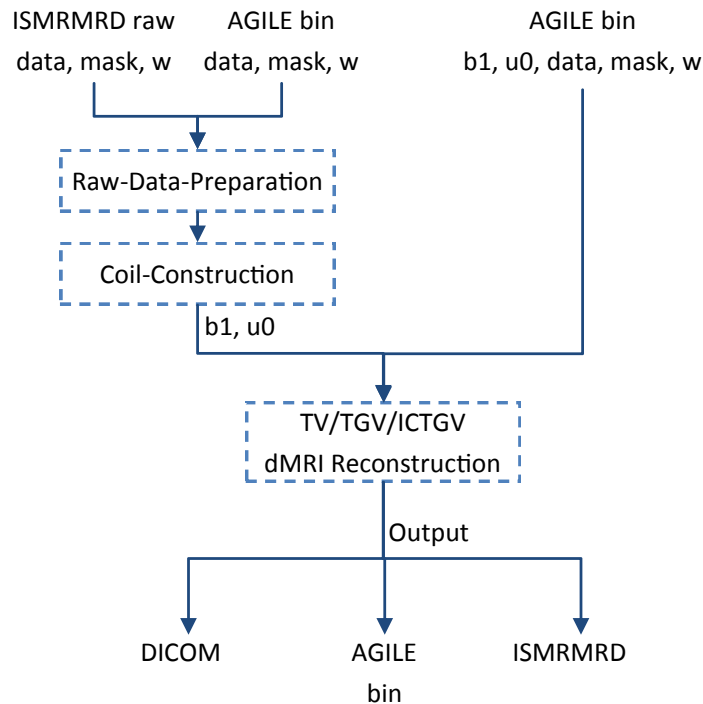 ISMRMRD raw
data, mask, w
AGILE bin
data, mask, w
AGILE bin
b1, u0, data, mask, w
Raw-Data-Preparation
Coil-Construction
b1, u0
TV/TGV/ICTGV
dMRI Reconstruction
Output
DICOM
AGILE
bin
ISMRMRD